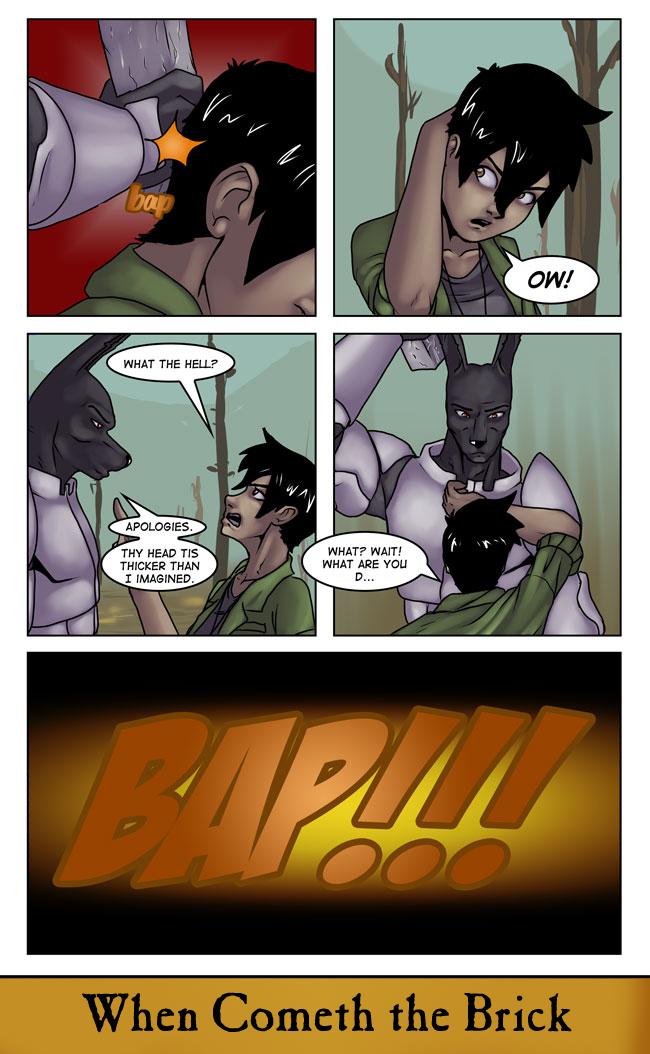 bap
OW!
WHAT THE HELL?
APOLOGIES.
THY HEAD TIS
THICKER THAN
I IMAGINED.
WHAT? WAIT!
WHAT ARE YOU
D...
BAP!!!
When Cometh the Brick